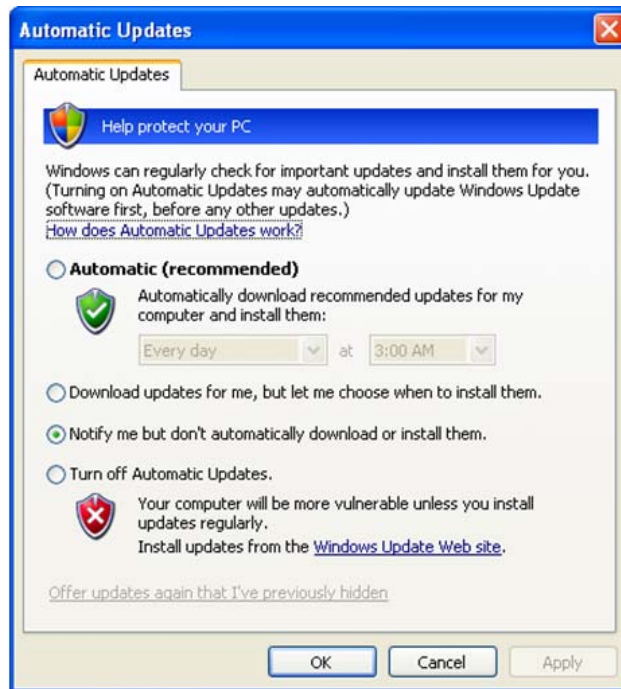 Automatic Updates
Automatic Updates
Help protect your PC
Windows can regularly check for important updates and install them for you.
(Turning on Automatic Updates may automatically update Windows Update
software first, before any other updates.)
How does Automatic Updates work?
Automatic (recommended)
Automatically download recommended updates for my
computer and install them:
Every day at 3:00 AM
Download updates for me, but let me choose when to install them.
Notify me but don't automatically download or install them.
Turn off Automatic Updates.
Your computer will be more vulnerable unless you install
updates regularly.
Install updates from the Windows Update Web site.
Offer updates again that I've previously hidden
OK Cancel Apply